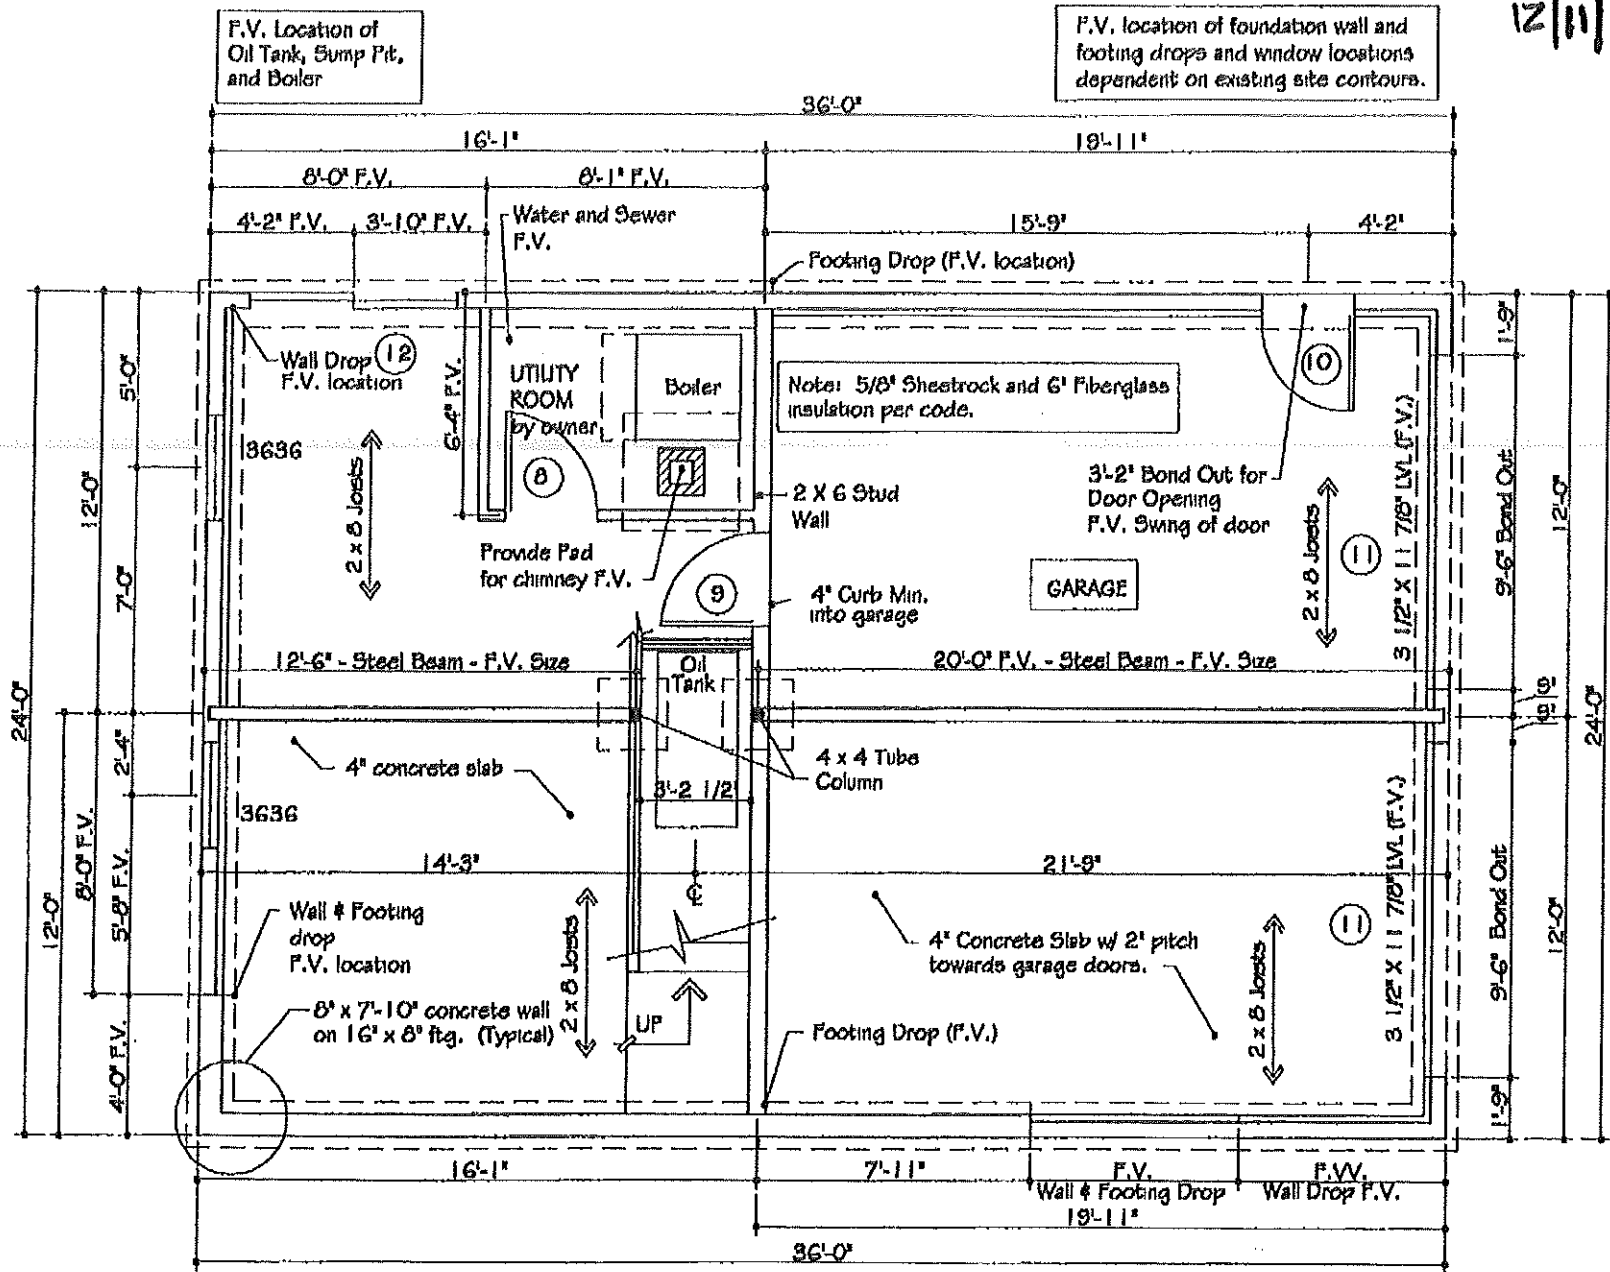 12/11
F.V. Location of
Oil Tank, Sump Pit,
and Boiler
F.V. location of foundation wall and
footing drops and window locations
dependent on existing site contours.
36'-0"
16'-1"
19'-11"
8'-0" F.V.
8'-1" F.V.
4'-2" F.V.
3'-10" F.V.
Water and Sewer
F.V.
15'-9"
4'-2"
Footing Drop (F.V. location)
Wall Drop
F.V. location
12
UTILITY
ROOM
by owner
Boiler
Note: 5/8" Sheetrock and 6" Fiberglass
insulation per code.
10
1'-9"
5'-0"
6'-4" F.V.
3636
2 x 8 Joists
8
2 X 6 Stud
Wall
3'-2" Bond Out for
Door Opening
F.V. Swing of door
2 x 8 Joists
11
3 1/2" X 11 7/8" LVL (F.V.)
9'-6" Bond Out
12'-0"
12'-0"
7'-0"
Provide Pad
for chimney F.V.
9
4" Curb Min.
into garage
GARAGE
12'-6" - Steel Beam - F.V. Size
Oil
Tank
20'-0" F.V. - Steel Beam - F.V. Size
24'-0"
9"
9"
24'-0"
2'-4"
4" concrete slab
4 x 4 Tube
Column
3'-2 1/2"
3636
8'-0" F.V.
5'-8" F.V.
12'-0"
14'-3"
21'-9"
℄
Wall & Footing
drop
F.V. location
2 x 8 Joists
4" Concrete Slab w/ 2" pitch
towards garage doors.
2 x 8 Joists
11
3 1/2" X 11 7/8" LVL (F.V.)
9'-6" Bond Out
12'-0"
8" x 7'-10" concrete wall
on 16" x 8" ftg. (Typical)
UP
Footing Drop (F.V.)
4'-0" F.V.
1'-9"
16'-1"
7'-11"
F.V.
Wall & Footing Drop
F.VV.
Wall Drop F.V.
19'-11"
36'-0"